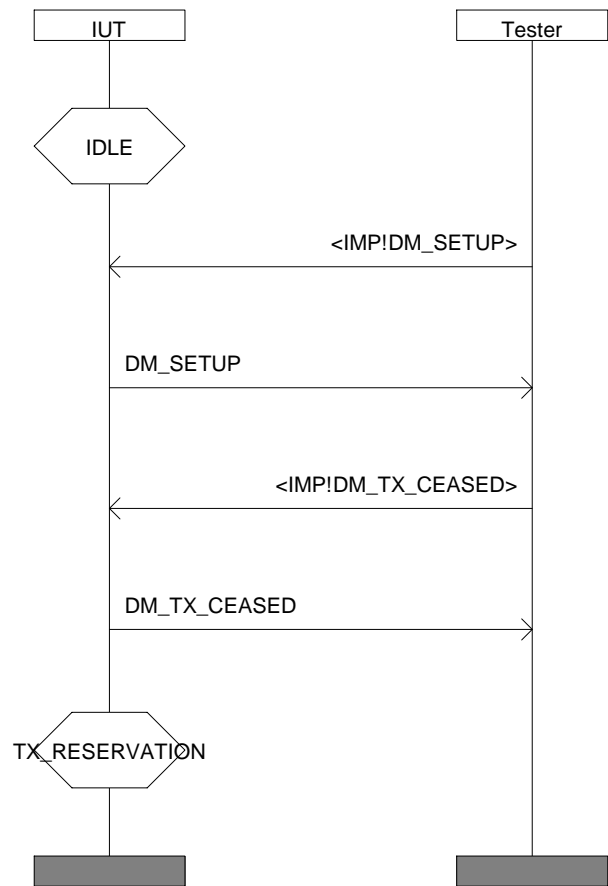 IUT
Tester
IDLE
<IMP!DM_SETUP>
DM_SETUP
<IMP!DM_TX_CEASED>
DM_TX_CEASED
TX_RESERVATION